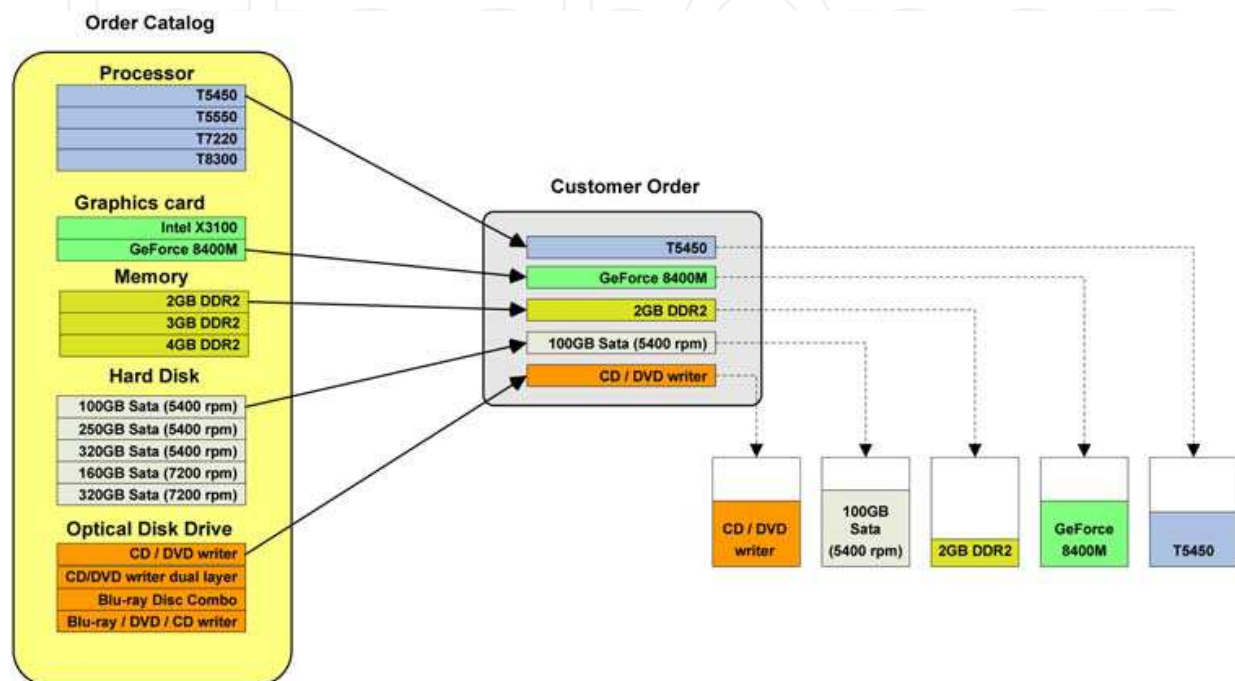 Order Catalog
Processor
T5450
T5550
T7220
T8300
Graphics card
Intel X3100
GeForce 8400M
Memory
2GB DDR2
3GB DDR2
4GB DDR2
Hard Disk
100GB Sata (5400 rpm)
250GB Sata (5400 rpm)
320GB Sata (5400 rpm)
160GB Sata (7200 rpm)
320GB Sata (7200 rpm)
Optical Disk Drive
CD / DVD writer
CD/DVD writer dual layer
Blu-ray Disc Combo
Blu-ray / DVD / CD writer
Customer Order
T5450
GeForce 8400M
2GB DDR2
100GB Sata (5400 rpm)
CD / DVD writer
CD / DVD
writer
100GB
Sata
(5400 rpm)
2GB DDR2
GeForce
8400M
T5450